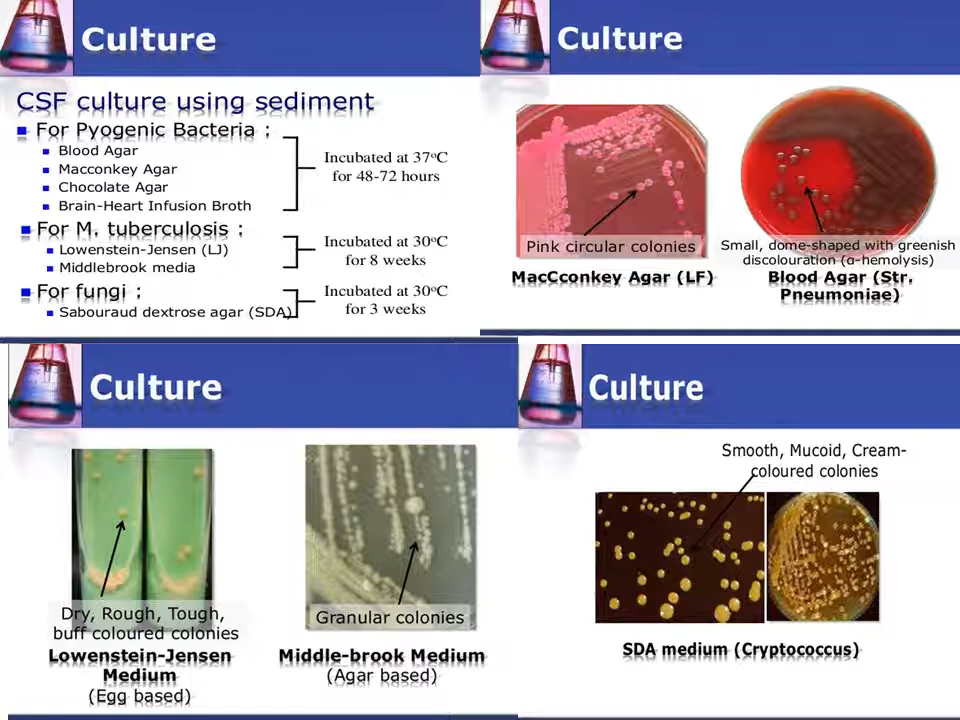 Culture
CSF culture using sediment
For Pyogenic Bacteria :
Blood Agar
Macconkey Agar
Chocolate Agar
Brain-Heart Infusion Broth
Incubated at 37ºC
for 48-72 hours
For M. tuberculosis :
Lowenstein-Jensen (LJ)
Middlebrook media
Incubated at 30ºC
for 8 weeks
For fungi :
Sabouraud dextrose agar (SDA)
Incubated at 30ºC
for 3 weeks
Culture
Pink circular colonies
MacCconkey Agar (LF)
Small, dome-shaped with greenish
discolouration (α-hemolysis)
Blood Agar (Str.
Pneumoniae)
Culture
Dry, Rough, Tough,
buff coloured colonies
Lowenstein-Jensen
Medium
(Egg based)
Granular colonies
Middle-brook Medium
(Agar based)
Culture
Smooth, Mucoid, Cream-
coloured colonies
SDA medium (Cryptococcus)